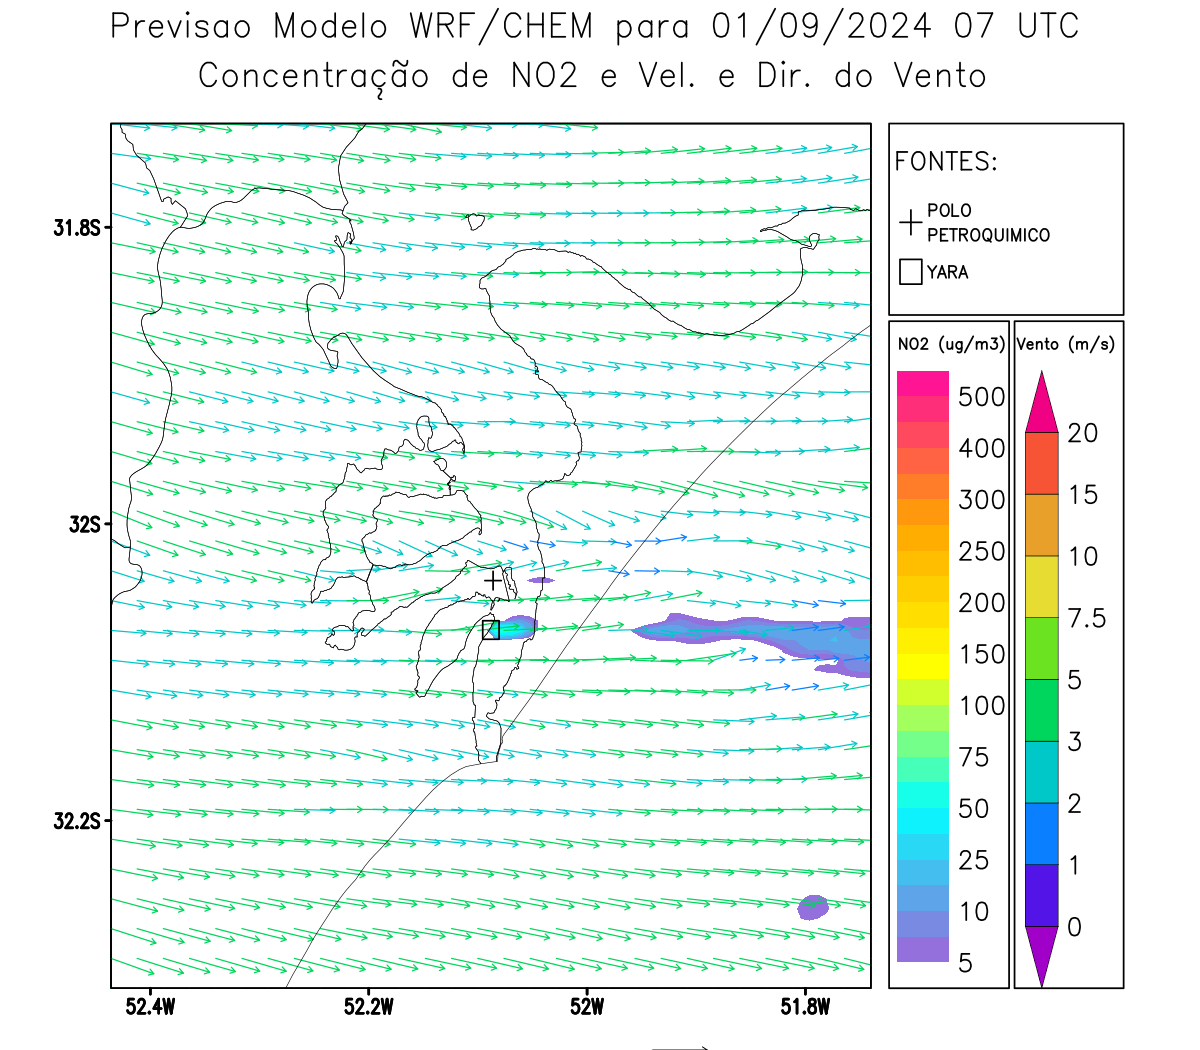 Previsao Modelo WRF/CHEM para 01/09/2024 07 UTC
Concentração de NO2 e Vel. e Dir. do Vento
FONTES:
POLO
PETROQUIMICO
YARA
NO2 (ug/m3)
500
400
300
250
200
150
100
75
50
25
10
5
Vento (m/s)
20
15
10
7.5
5
3
2
1
0
31.8S
32S
32.2S
52.4W 52.2W 52W 51.8W